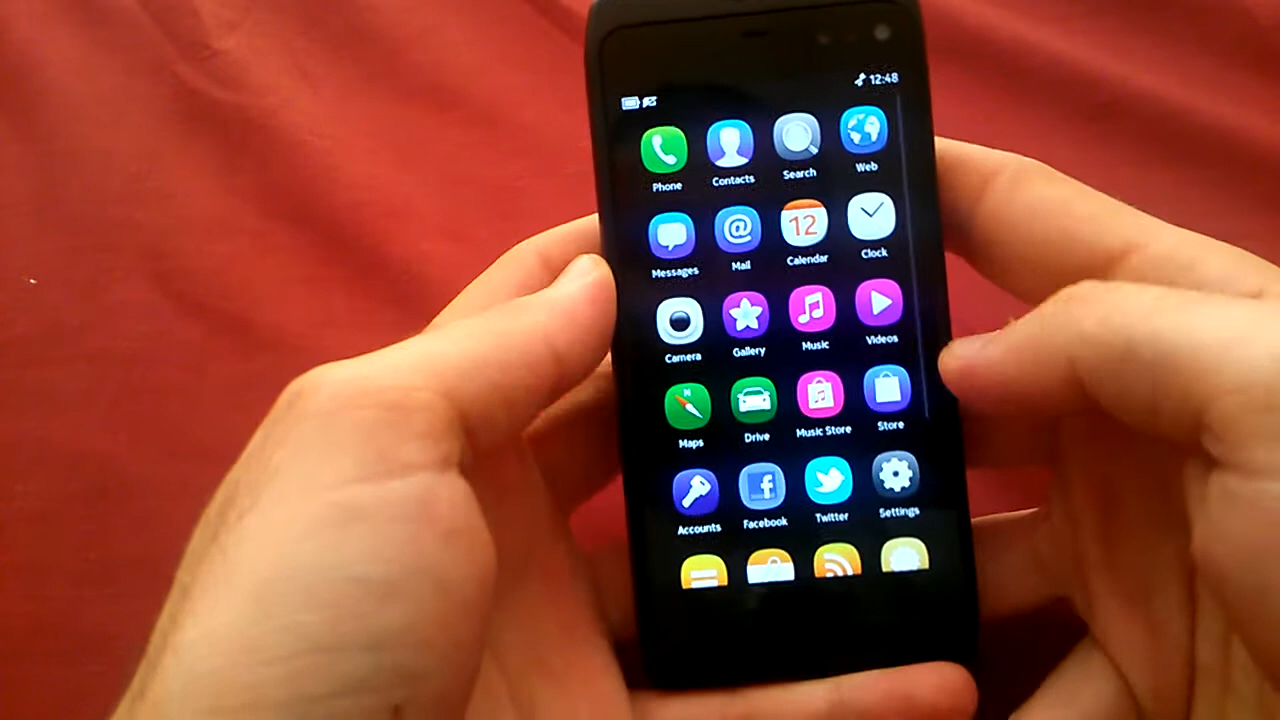 12:48
Phone Contacts Search Web
@ 12
Messages Mail Calendar Clock
Camera Gallery Music Videos
N
Maps Drive Music Store Store
f
Accounts Facebook Twitter Settings